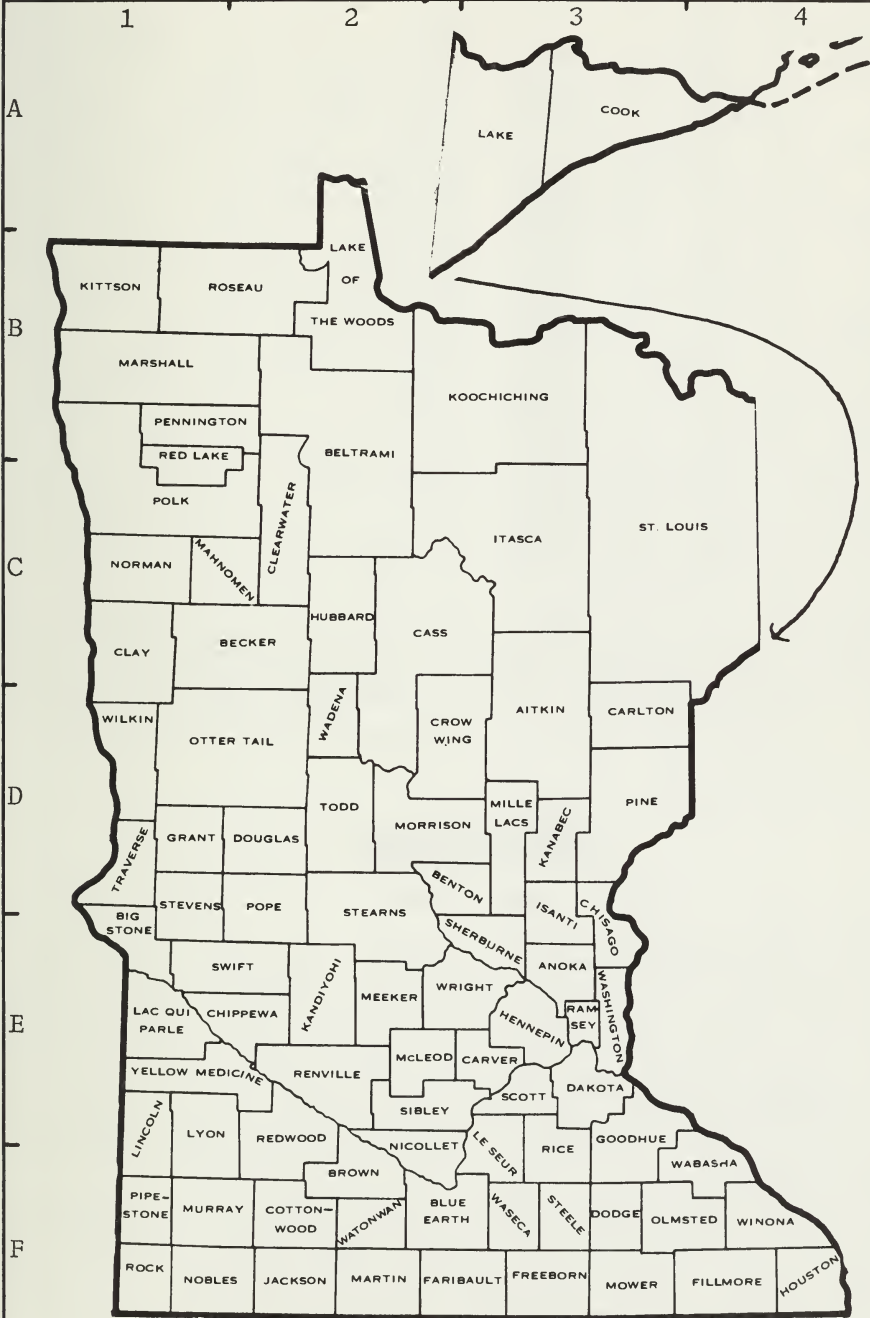 1 2 3 4
A
LAKE
COOK
B
KITTSON
ROSEAU
LAKE
OF
THE WOODS
MARSHALL
KOOCHICHING
PENNINGTON
RED LAKE
BELTRAMI
POLK
CLEARWATER
ITASCA
ST. LOUIS
C
NORMAN
MAHNOMEN
HUBBARD
CASS
CLAY
BECKER
WILKIN
OTTER TAIL
WADENA
CROW
WING
AITKIN
CARLTON
D
TODD
MORRISON
MILLE
LACS
KANABEC
PINE
TRAVERSE
GRANT
DOUGLAS
BENTON
STEVENS
POPE
STEARNS
ISANTI
CHISAGO
BIG
STONE
SHERBURNE
SWIFT
KANDIYOHI
MEEKER
WRIGHT
ANOKA
WASHINGTON
E
LAC QUI
PARLE
CHIPPEWA
HENNEPIN
RAM-
SEY
YELLOW MEDICINE
RENVILLE
McLEOD
CARVER
SCOTT
DAKOTA
SIBLEY
LINCOLN
LYON
REDWOOD
NICOLLET
LE SEUR
RICE
GOODHUE
WABASHA
BROWN
PIPE-
STONE
MURRAY
COTTON-
WOOD
WATONWAN
BLUE
EARTH
WASECA
STEELE
DODGE
OLMSTED
WINONA
F
ROCK
NOBLES
JACKSON
MARTIN
FARIBAULT
FREEBORN
MOWER
FILLMORE
HOUSTON